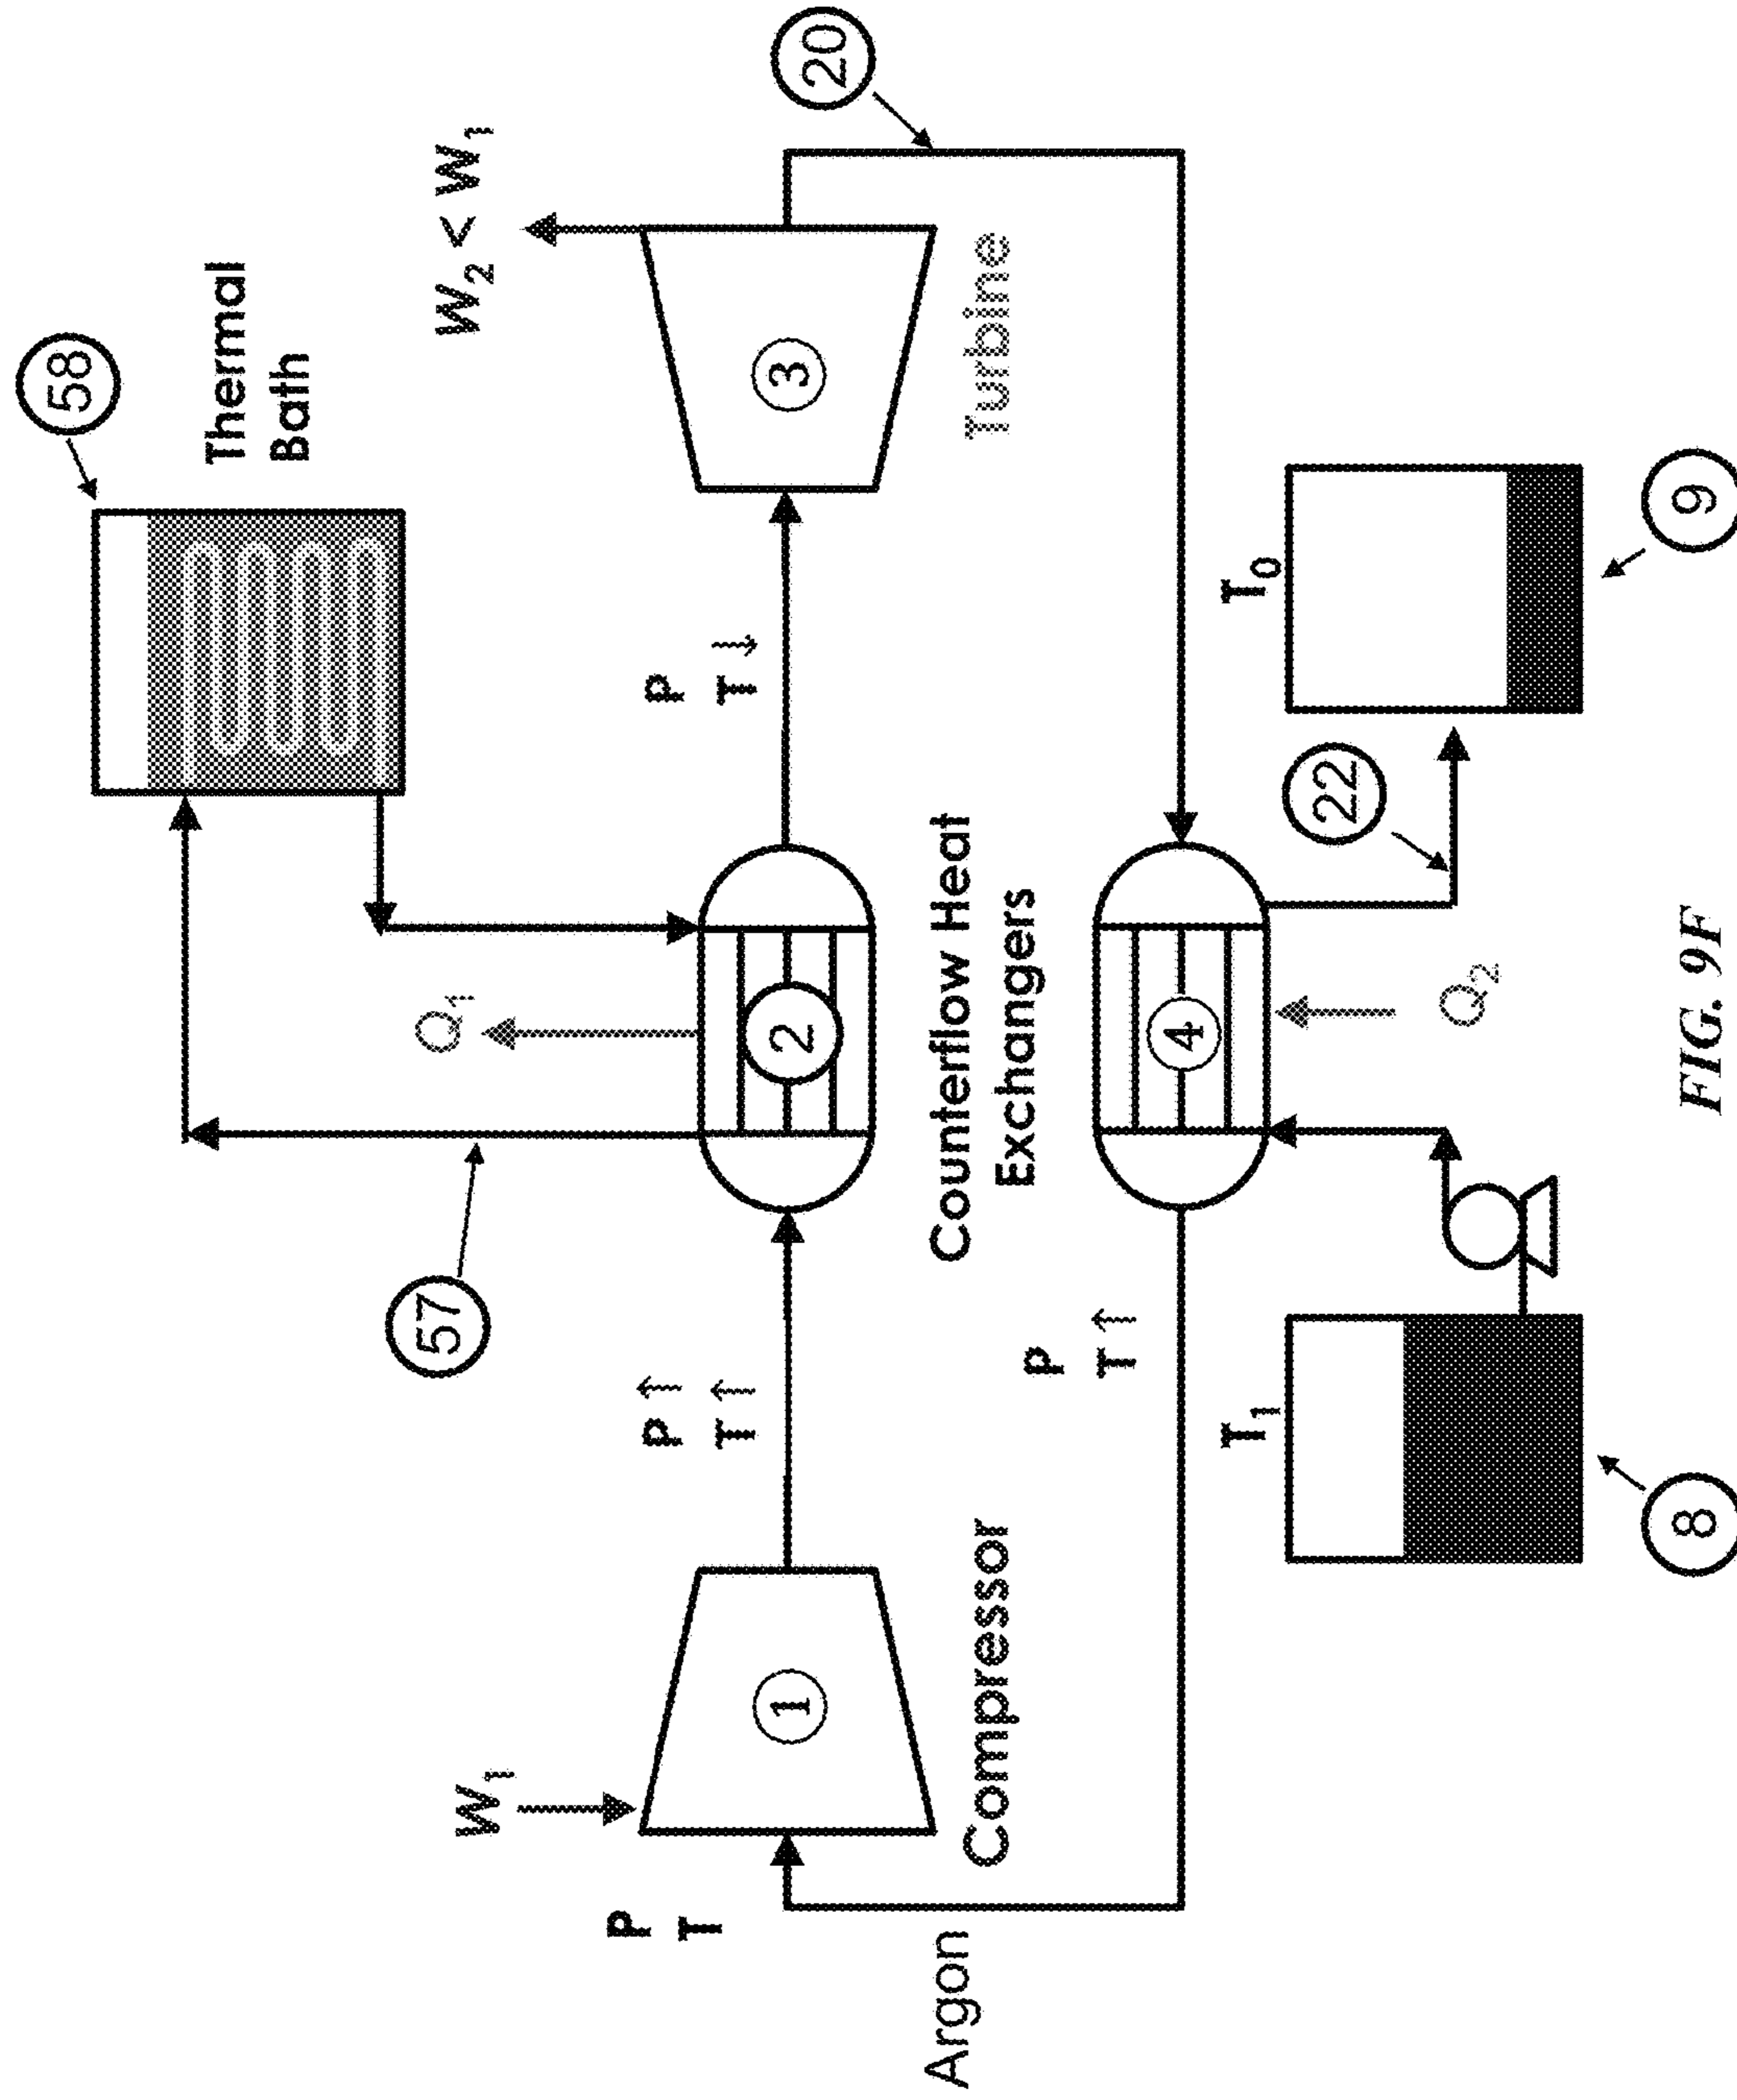 58
Thermal
Bath
20
57
Q1
W1
W2 < W1
P↑
T↑
P
T↓
P
T
1
2
3
Compressor
Counterflow Heat
Exchangers
Turbine
Argon
P
T↑
4
T1
Q2
22
T0
8
9
FIG. 9F